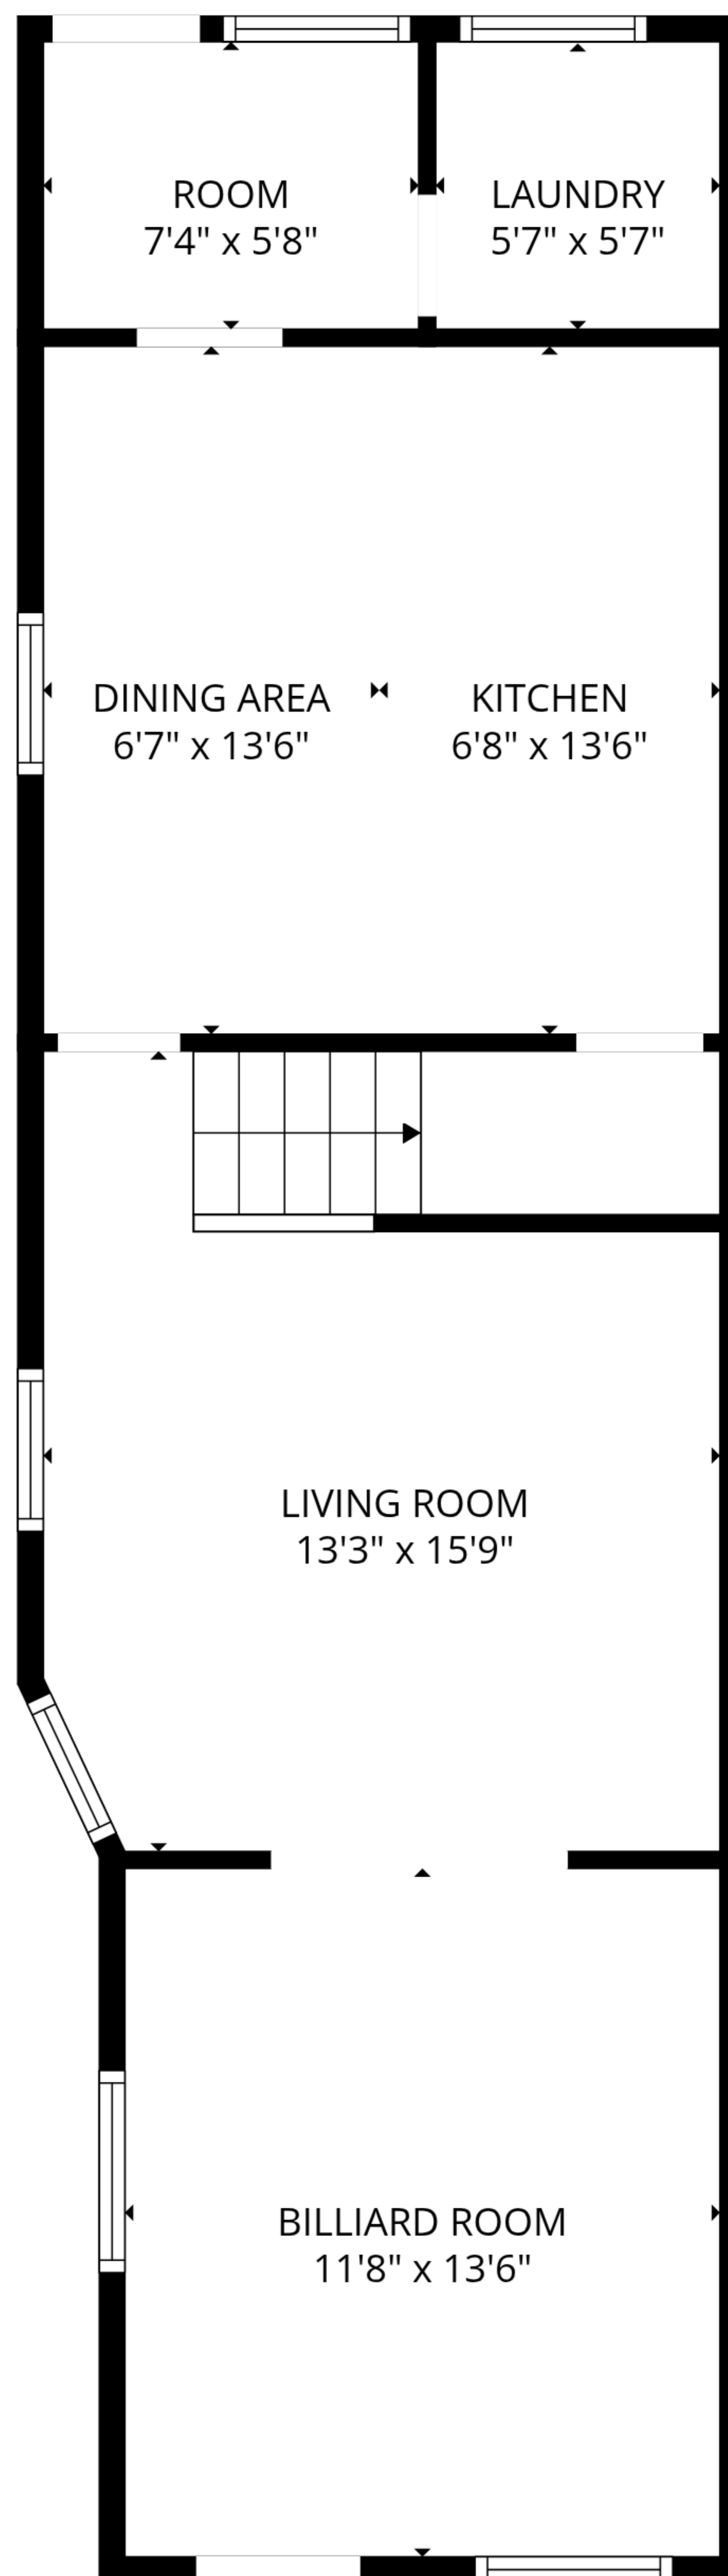 ROOM
7'4" x 5'8"
LAUNDRY
5'7" x 5'7"
DINING AREA
6'7" x 13'6"
KITCHEN
6'8" x 13'6"
LIVING ROOM
13'3" x 15'9"
BILLIARD ROOM
11'8" x 13'6"